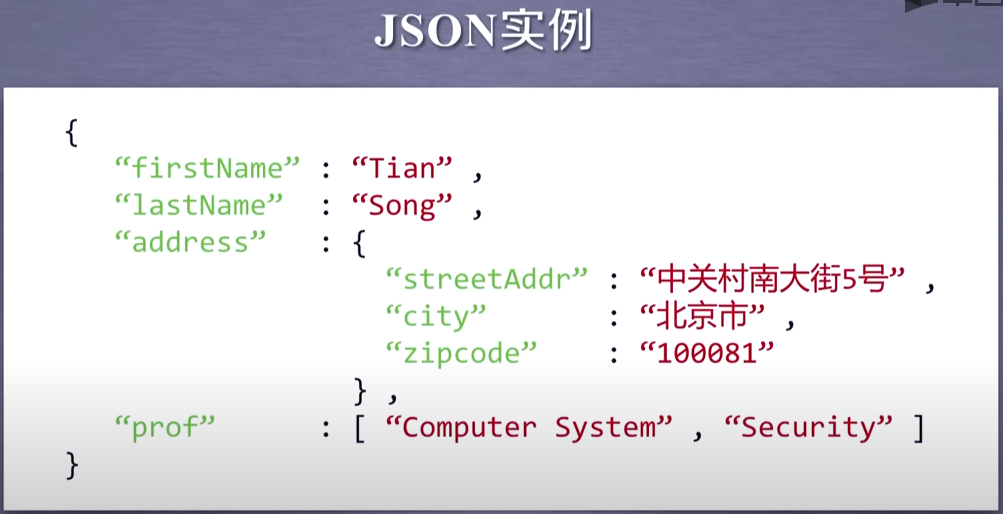 JSON实例
{
“firstName” : “Tian” ,
“lastName” : “Song” ,
“address” : {
“streetAddr” : “中关村南大街5号” ,
“city” : “北京市” ,
“zipcode” : “100081”
} ,
“prof” : [ “Computer System” , “Security” ]
}